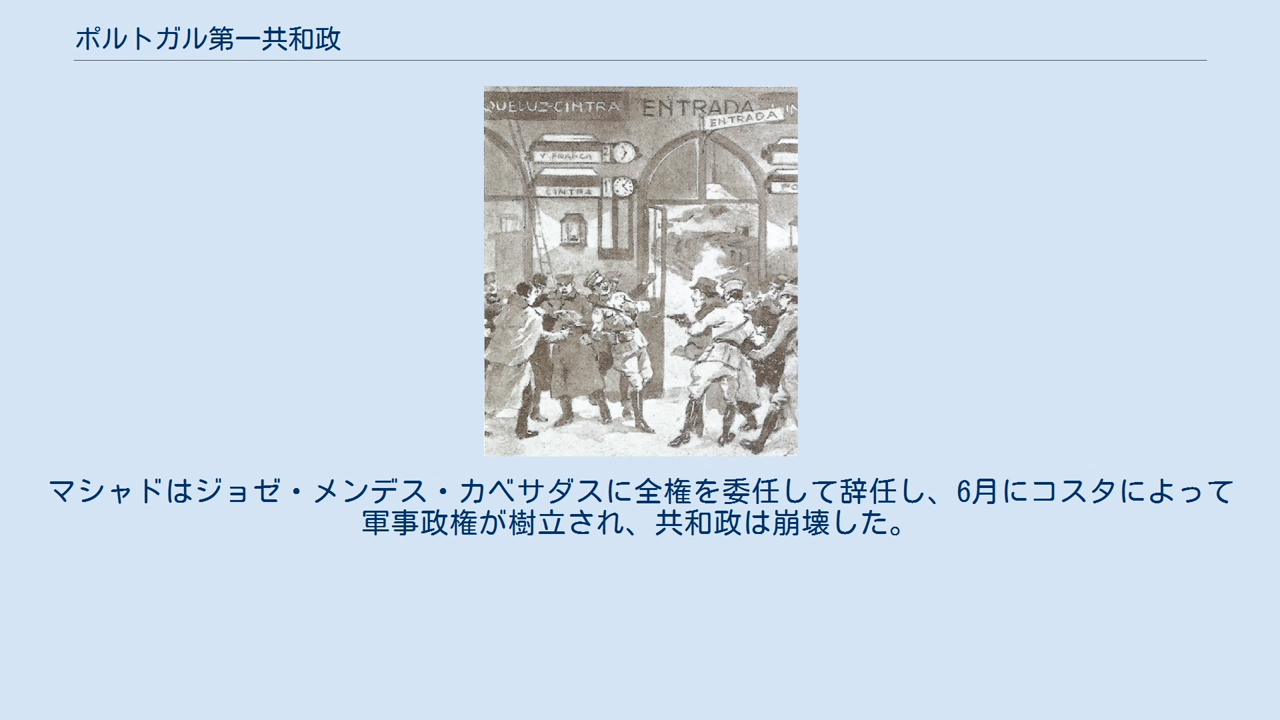 ポルトガル第一共和政
QUELUZ-CINTRA
ENTRADA
ENTRADA
V. FRANCA
CINTRA
PO
マシャドはジョゼ・メンデス・カベサダスに全権を委任して辞任し、6月にコスタによって
軍事政権が樹立され、共和政は崩壊した。